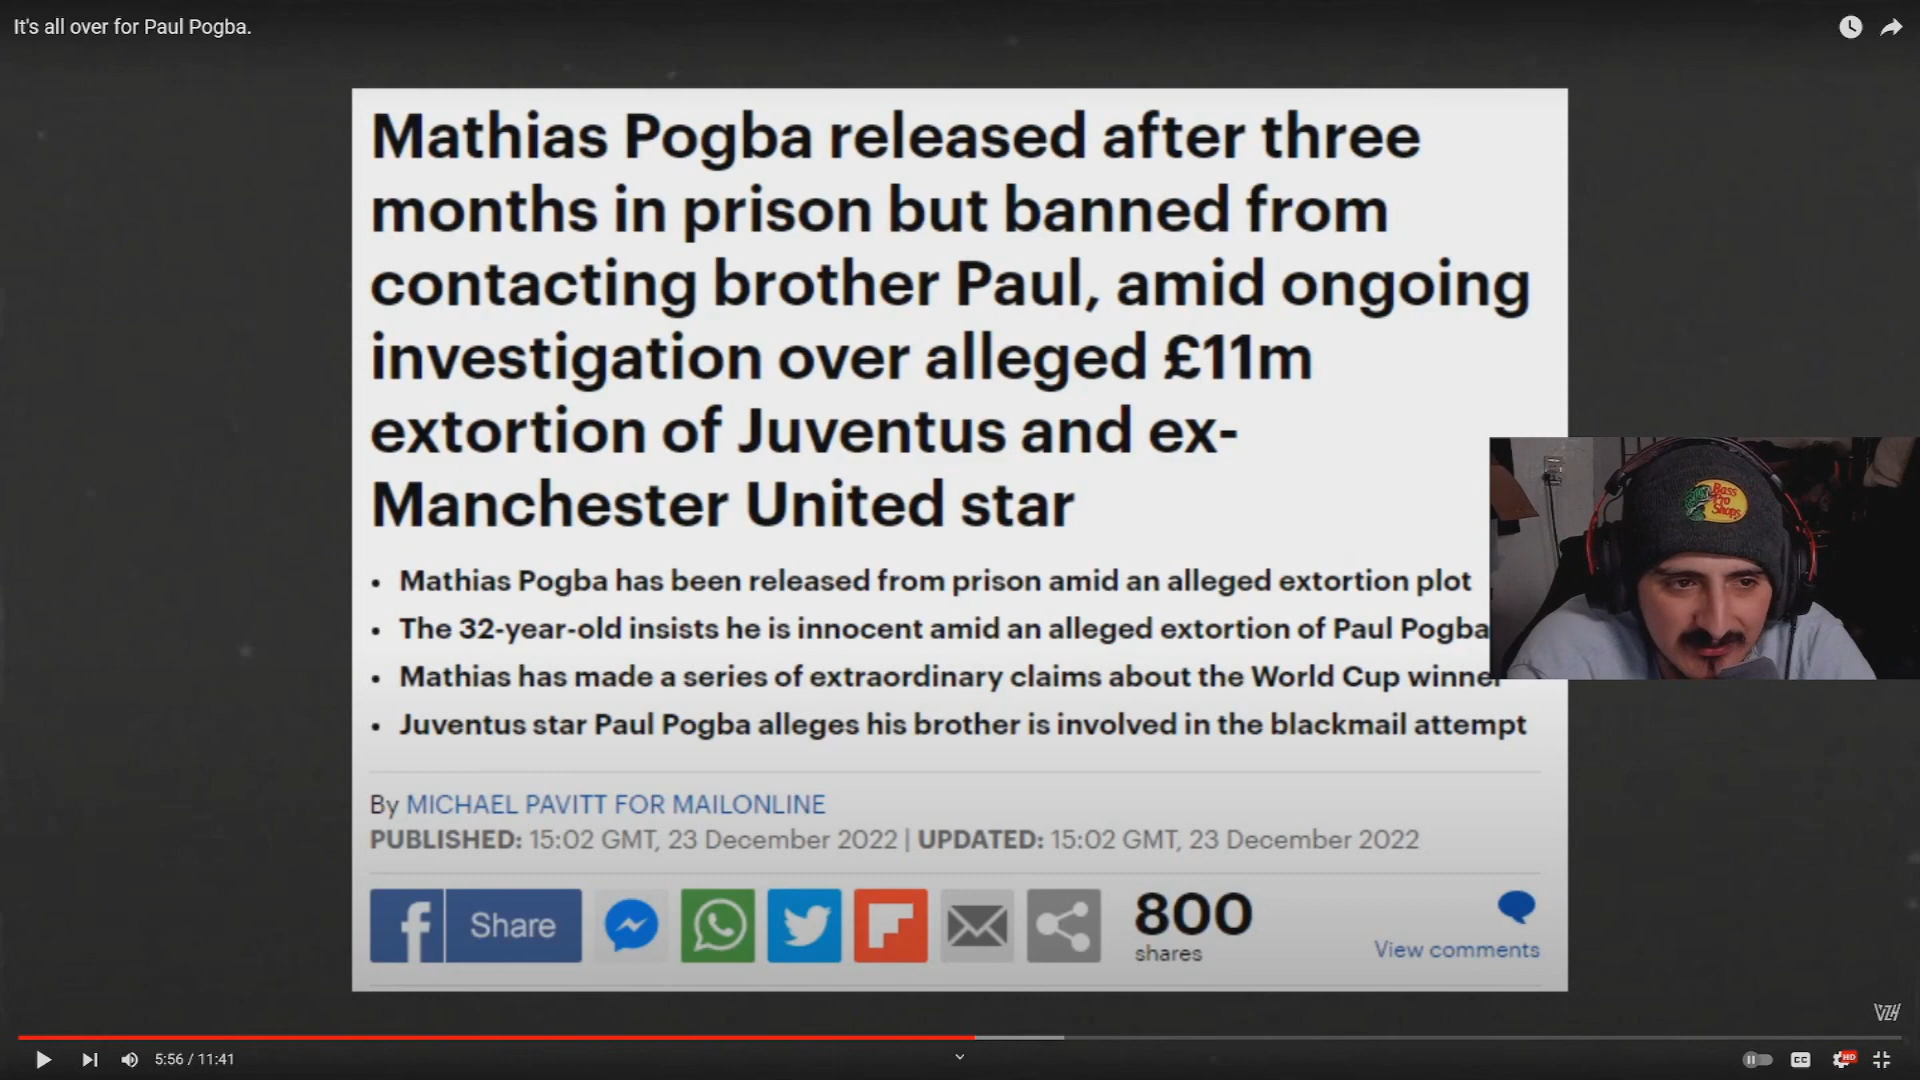 It's all over for Paul Pogba.
Mathias Pogba released after three
months in prison but banned from
contacting brother Paul, amid ongoing
investigation over alleged £11m
extortion of Juventus and ex-
Manchester United star
• Mathias Pogba has been released from prison amid an alleged extortion plot
• The 32-year-old insists he is innocent amid an alleged extortion of Paul Pogba
• Mathias has made a series of extraordinary claims about the World Cup winner
• Juventus star Paul Pogba alleges his brother is involved in the blackmail attempt
Bass
Pro
Shops
By MICHAEL PAVITT FOR MAILONLINE
PUBLISHED: 15:02 GMT, 23 December 2022 | UPDATED: 15:02 GMT, 23 December 2022
f Share
800
shares
View comments
VZH
5:56 / 11:41
CC
HD